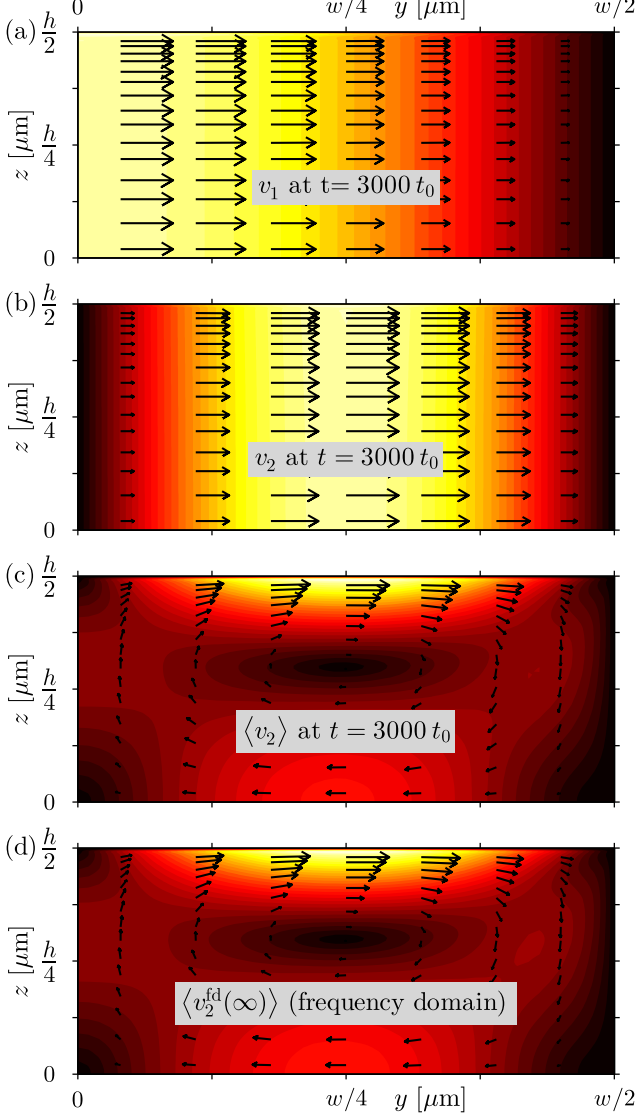 0 w/4 y [μm] w/2
(a) h/2
z [μm]
h/4
v₁ at t= 3000 t₀
0
(b) h/2
z [μm]
h/4
v₂ at t = 3000 t₀
0
(c) h/2
z [μm]
h/4
⟨v₂⟩ at t = 3000 t₀
0
(d) h/2
z [μm]
h/4
⟨v₂^fd(∞)⟩ (frequency domain)
0
0 w/4 y [μm] w/2